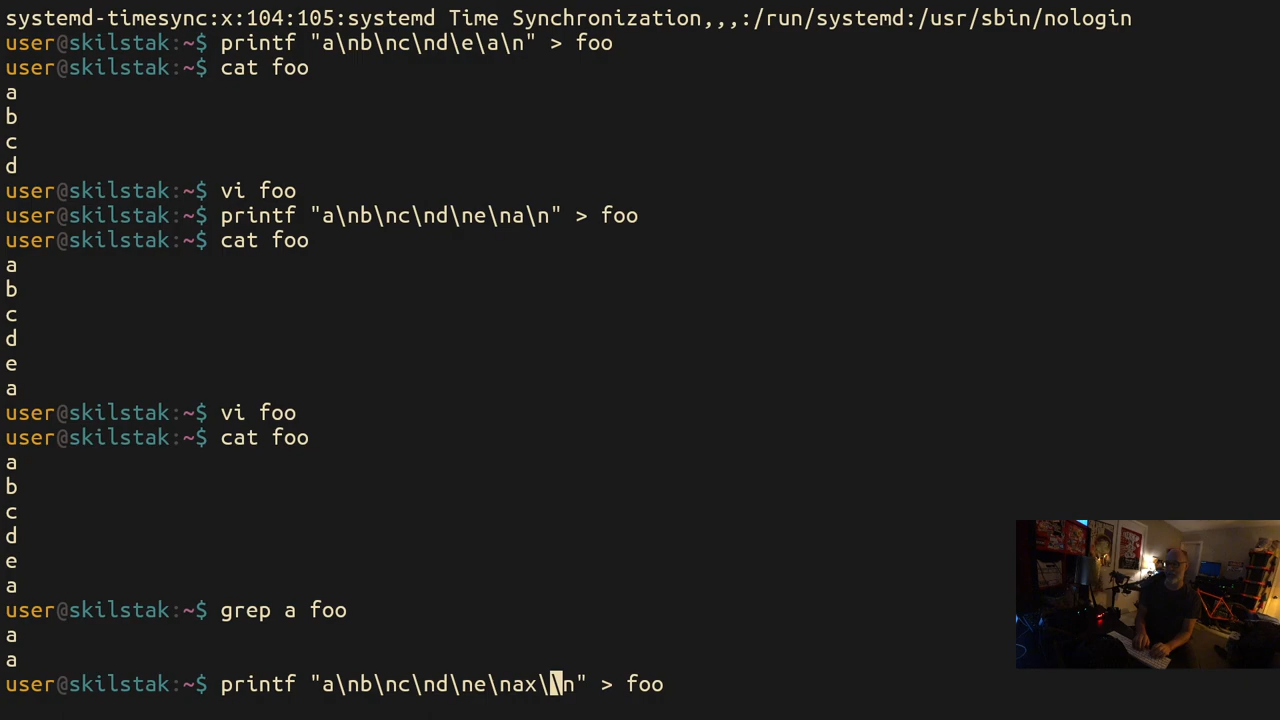 systemd-timesync:x:104:105:systemd Time Synchronization,,,:/run/systemd:/usr/sbin/nologin
user@skilstak:~$ printf "a\nb\nc\nd\e\a\n" > foo
user@skilstak:~$ cat foo
a
b
c
d
user@skilstak:~$ vi foo
user@skilstak:~$ printf "a\nb\nc\nd\ne\na\n" > foo
user@skilstak:~$ cat foo
a
b
c
d
e
a
user@skilstak:~$ vi foo
user@skilstak:~$ cat foo
a
b
c
d
e
a
user@skilstak:~$ grep a foo
a
a
user@skilstak:~$ printf "a\nb\nc\nd\ne\nax\\n" > foo